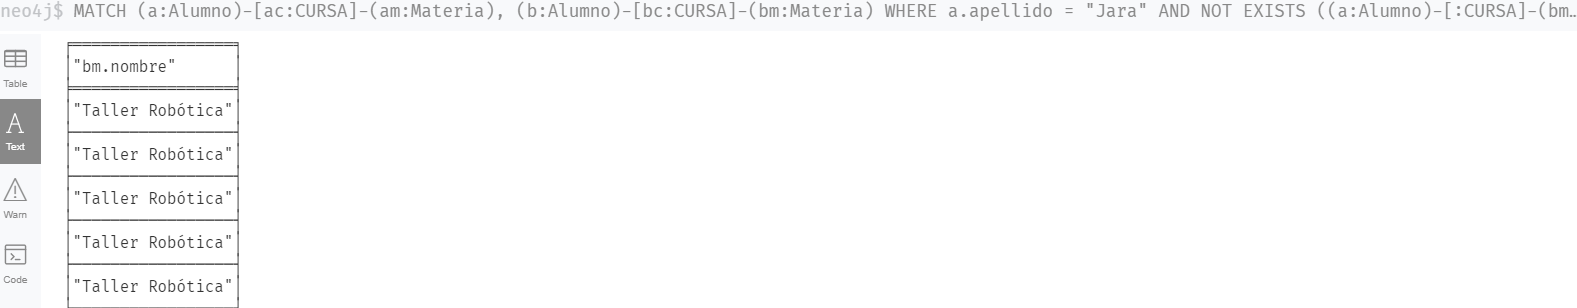 neo4j$ MATCH (a:Alumno)-[ac:CURSA]-(am:Materia), (b:Alumno)-[bc:CURSA]-(bm:Materia) WHERE a.apellido = "Jara" AND NOT EXISTS ((a:Alumno)-[:CURSA]-(bm…
Table
Text
Warn
Code
"bm.nombre"
"Taller Robótica"
"Taller Robótica"
"Taller Robótica"
"Taller Robótica"
"Taller Robótica"